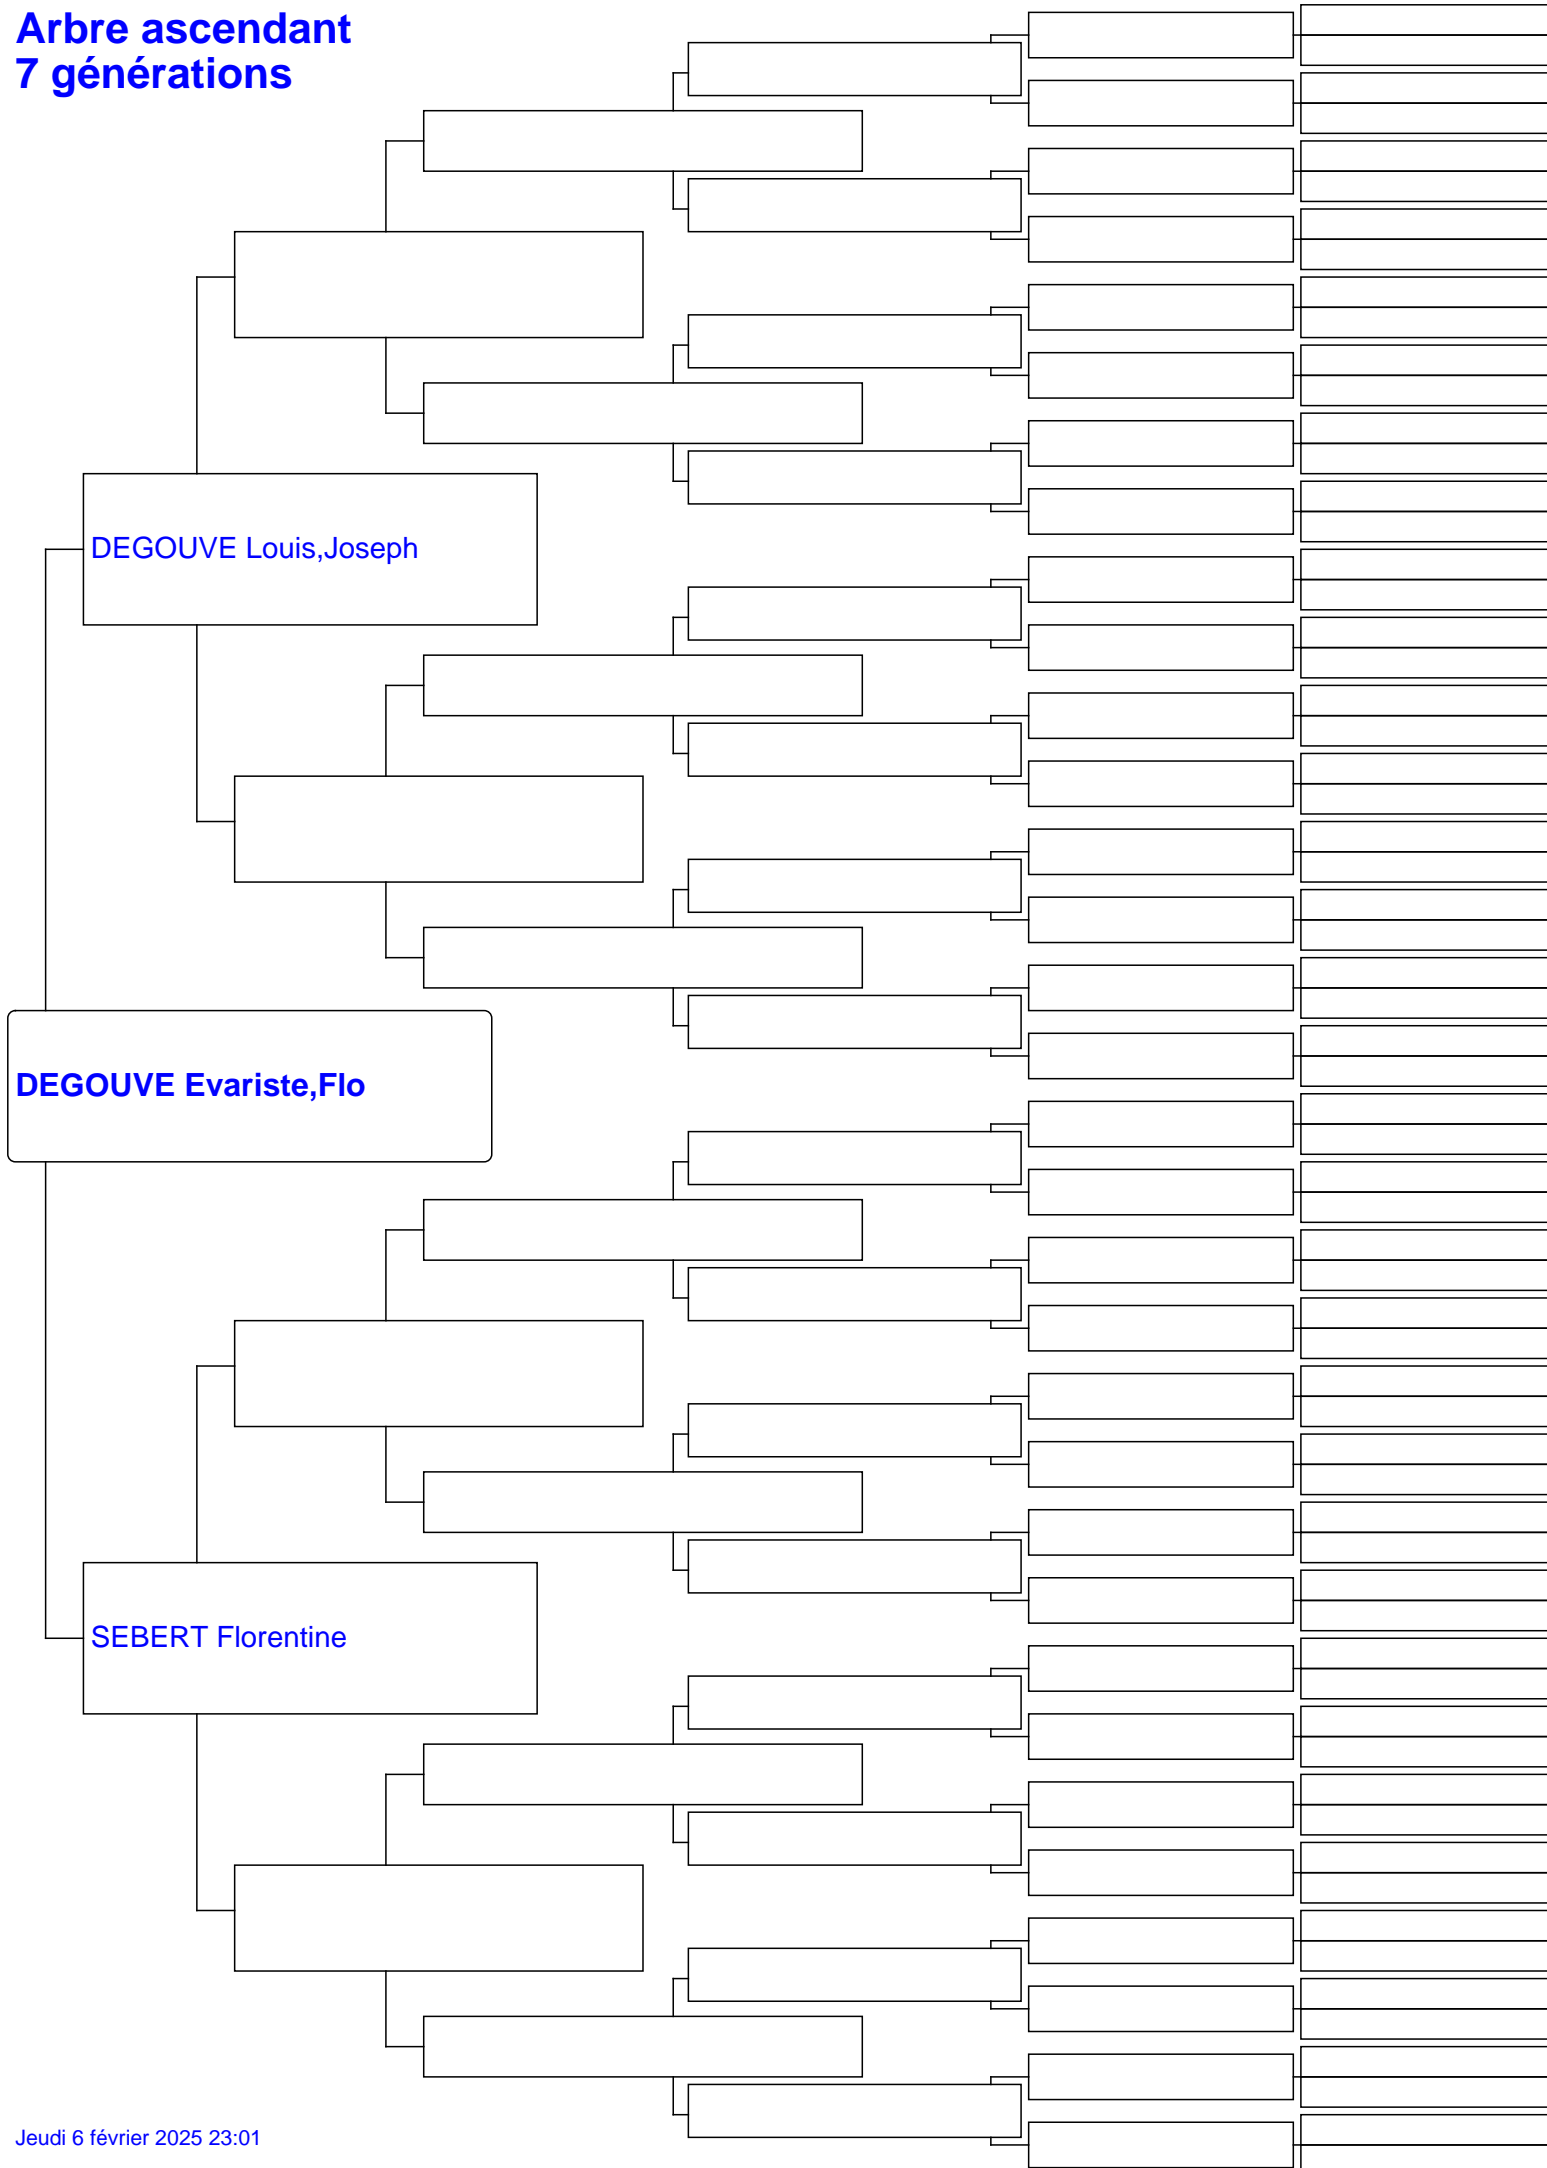 Arbre ascendant
7 générations
DEGOUVE Louis,Joseph
DEGOUVE Evariste,Flo
SEBERT Florentine
Jeudi 6 février 2025 23:01